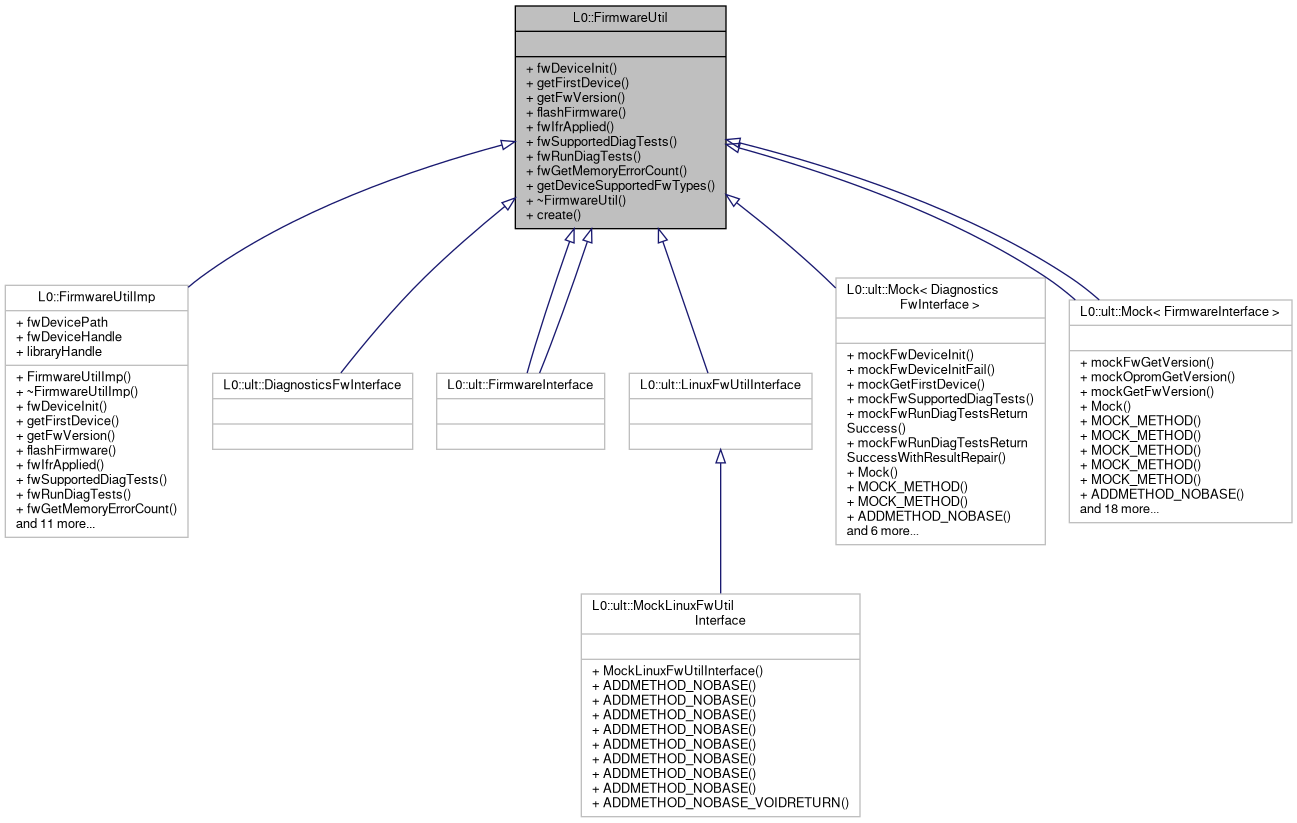 L0::FirmwareUtil
+ fwDeviceInit()
+ getFirstDevice()
+ getFwVersion()
+ flashFirmware()
+ fwIfrApplied()
+ fwSupportedDiagTests()
+ fwRunDiagTests()
+ fwGetMemoryErrorCount()
+ getDeviceSupportedFwTypes()
+ ~FirmwareUtil()
+ create()
L0::FirmwareUtilImp
+ fwDevicePath
+ fwDeviceHandle
+ libraryHandle
+ FirmwareUtilImp()
+ ~FirmwareUtilImp()
+ fwDeviceInit()
+ getFirstDevice()
+ getFwVersion()
+ flashFirmware()
+ fwIfrApplied()
+ fwSupportedDiagTests()
+ fwRunDiagTests()
+ fwGetMemoryErrorCount()
and 11 more...
L0::ult::DiagnosticsFwInterface
L0::ult::FirmwareInterface
L0::ult::LinuxFwUtilInterface
L0::ult::Mock< Diagnostics
FwInterface >
+ mockFwDeviceInit()
+ mockFwDeviceInitFail()
+ mockGetFirstDevice()
+ mockFwSupportedDiagTests()
+ mockFwRunDiagTestsReturn
Success()
+ mockFwRunDiagTestsReturn
SuccessWithResultRepair()
+ Mock()
+ MOCK_METHOD()
+ MOCK_METHOD()
+ ADDMETHOD_NOBASE()
and 6 more...
L0::ult::Mock< FirmwareInterface >
+ mockFwGetVersion()
+ mockOpromGetVersion()
+ mockGetFwVersion()
+ Mock()
+ MOCK_METHOD()
+ MOCK_METHOD()
+ MOCK_METHOD()
+ MOCK_METHOD()
+ MOCK_METHOD()
+ ADDMETHOD_NOBASE()
and 18 more...
L0::ult::MockLinuxFwUtil
Interface
+ MockLinuxFwUtilInterface()
+ ADDMETHOD_NOBASE()
+ ADDMETHOD_NOBASE()
+ ADDMETHOD_NOBASE()
+ ADDMETHOD_NOBASE()
+ ADDMETHOD_NOBASE()
+ ADDMETHOD_NOBASE()
+ ADDMETHOD_NOBASE()
+ ADDMETHOD_NOBASE()
+ ADDMETHOD_NOBASE_VOIDRETURN()